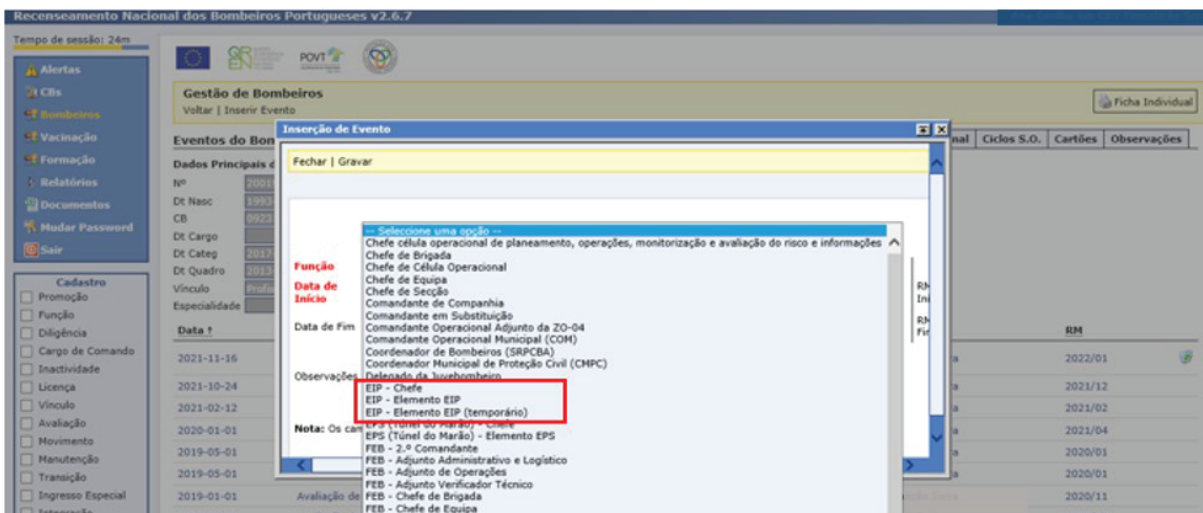 Recenseamento Nacional dos Bombeiros Portugueses v2.6.7
Tempo de sessão: 24m
Alertas
CBs
Bombeiros
Vacinação
Formação
Relatórios
Documentos
Mudar Password
Sair
Cadastro
Promoção
Função
Diligência
Cargo de Comando
Inactividade
Licença
Vínculo
Avaliação
Movimento
Manutenção
Transição
Ingresso Especial
QREN
POVT
Gestão de Bombeiros
Voltar | Inserir Evento
Ficha Individual
Eventos do Bom
nal
Ciclos S.O.
Cartões
Observações
Dados Principais d
Nº
Dt Nasc
CB
0923
Dt Cargo
Dt Categ
2017
Dt Quadro
2013
Vínculo
Profis
Especialidade
Data ↑
RM
2021-11-16
2022/01
2021-10-24
2021/12
2021-02-12
2021/02
2020-01-01
2021/04
2019-05-01
2020/01
2019-05-01
2020/01
2019-01-01
Avaliação de
2020/11
Inserção de Evento
Fechar | Gravar
Função
Data de
Início
Data de Fim
Observações
Nota: Os cam
-- Seleccione uma opção --
Chefe célula operacional de planeamento, operações, monitorização e avaliação do risco e informações
Chefe de Brigada
Chefe de Célula Operacional
Chefe de Equipa
Chefe de Secção
Comandante de Companhia
Comandante em Substituição
Comandante Operacional Adjunto da ZO-04
Comandante Operacional Municipal (COM)
Coordenador de Bombeiros (SRPCBA)
Coordenador Municipal de Proteção Civil (CMPC)
Delegado da Juvebombeiro
EIP - Chefe
EIP - Elemento EIP
EIP - Elemento EIP (temporário)
EPS (Túnel do Marão) - Chefe
EPS (Túnel do Marão) - Elemento EPS
FEB - 2.º Comandante
FEB - Adjunto Administrativo e Logístico
FEB - Adjunto de Operações
FEB - Adjunto Verificador Técnico
FEB - Chefe de Brigada
FEB - Chefe de Equipa